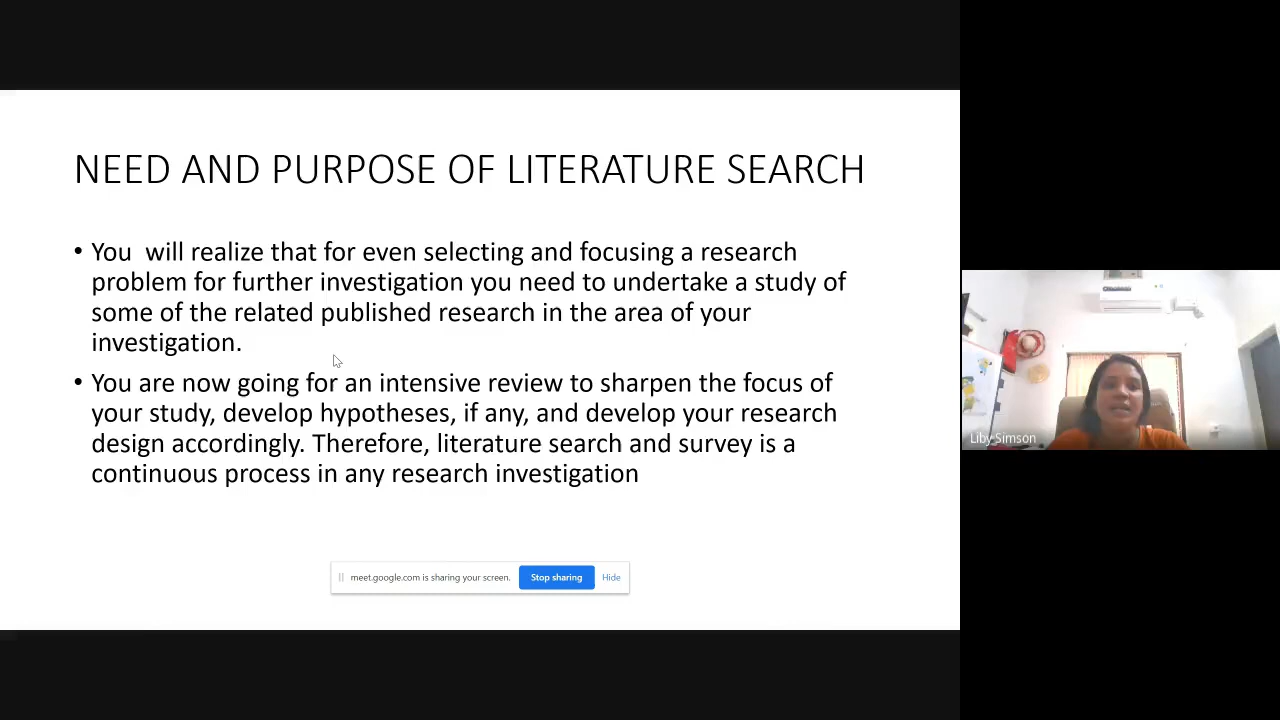 NEED AND PURPOSE OF LITERATURE SEARCH
• You  will realize that for even selecting and focusing a research
problem for further investigation you need to undertake a study of
some of the related published research in the area of your
investigation.
• You are now going for an intensive review to sharpen the focus of
your study, develop hypotheses, if any, and develop your research
design accordingly. Therefore, literature search and survey is a
continuous process in any research investigation
meet.google.com is sharing your screen. Stop sharing Hide
Liby Simson